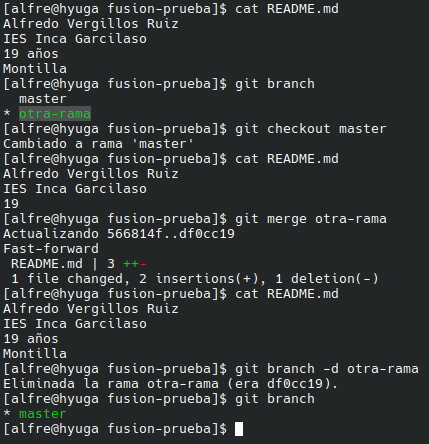 [alfre@hyuga fusion-prueba]$ cat README.md
Alfredo Vergillos Ruiz
IES Inca Garcilaso
19 años
Montilla
[alfre@hyuga fusion-prueba]$ git branch
  master
* otra-rama
[alfre@hyuga fusion-prueba]$ git checkout master
Cambiado a rama 'master'
[alfre@hyuga fusion-prueba]$ cat README.md
Alfredo Vergillos Ruiz
IES Inca Garcilaso
19
[alfre@hyuga fusion-prueba]$ git merge otra-rama
Actualizando 566814f..df0cc19
Fast-forward
 README.md | 3 ++-
 1 file changed, 2 insertions(+), 1 deletion(-)
[alfre@hyuga fusion-prueba]$ cat README.md
Alfredo Vergillos Ruiz
IES Inca Garcilaso
19 años
Montilla
[alfre@hyuga fusion-prueba]$ git branch -d otra-rama
Eliminada la rama otra-rama (era df0cc19).
[alfre@hyuga fusion-prueba]$ git branch
* master
[alfre@hyuga fusion-prueba]$